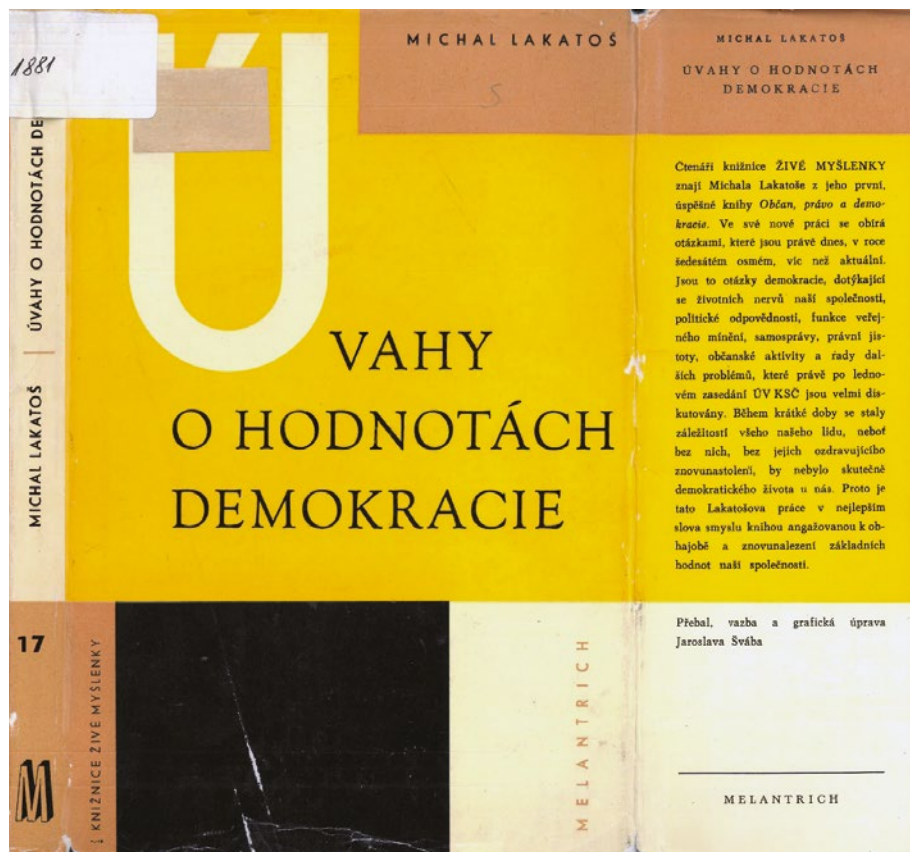 1881
MICHAL LAKATOŠ
ÚVAHY
O HODNOTÁCH
DEMOKRACIE
MELANTRICH
KNIŽNICE ŽIVÉ MYŠLENKY
MICHAL LAKATOŠ | ÚVAHY O HODNOTÁCH DE
17
M
MICHAL LAKATOŠ
ÚVAHY O HODNOTÁCH
DEMOKRACIE
Čtenáři knižnice ŽIVÉ MYŠLENKY
znají Michala Lakatoše z jeho první,
úspěšné knihy Občan, právo a demo-
kracie. Ve své nové práci se obírá
otázkami, které jsou právě dnes, v roce
šedesátém osmém, víc než aktuální.
Jsou to otázky demokracie, dotýkající
se životních nervů naší společnosti,
politické odpovědnosti, funkce veřej-
ného mínění, samosprávy, právní jis-
toty, občanské aktivity a řady dal-
ších problémů, které právě po ledno-
vém zasedání ÚV KSČ jsou velmi dis-
kutovány. Během krátké doby se staly
záležitostí všeho našeho lidu, neboť
bez nich, bez jejich ozdravujícího
znovunastolení, by nebylo skutečně
demokratického života u nás. Proto je
tato Lakatošova práce v nejlepším
slova smyslu knihou angažovanou k ob-
hajobě a znovunalezení základních
hodnot naší společnosti.
Přebal, vazba a grafická úprava
Jaroslava Švába
MELANTRICH